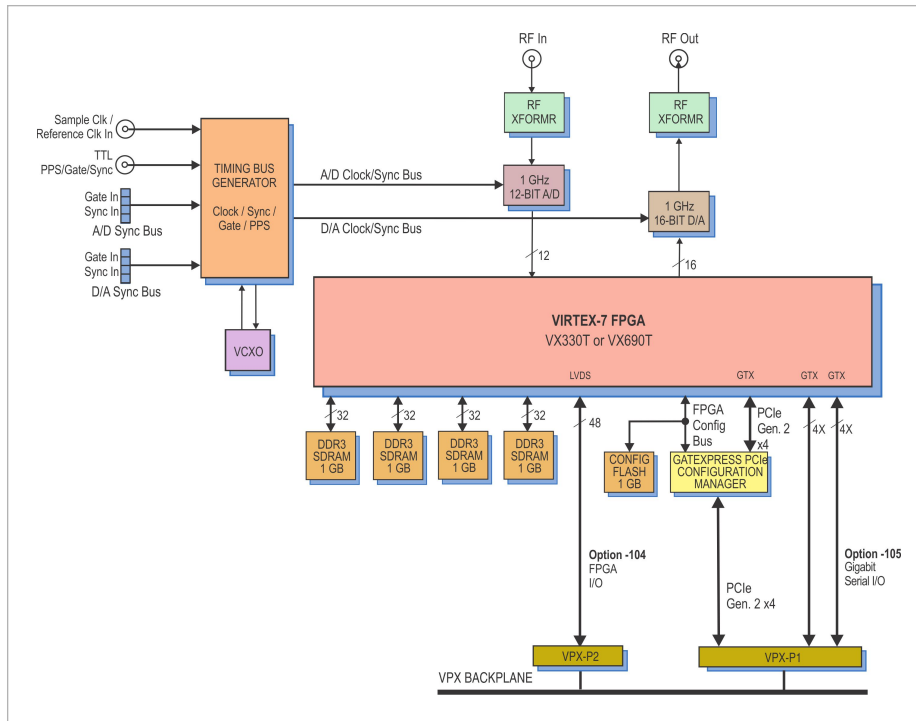 RF In
RF Out
Sample Clk /
Reference Clk In
TTL
PPS/Gate/Sync
Gate In
Sync In
A/D Sync Bus
Gate In
Sync In
D/A Sync Bus
TIMING BUS
GENERATOR
Clock / Sync /
Gate / PPS
VCXO
A/D Clock/Sync Bus
D/A Clock/Sync Bus
RF
XFORMR
RF
XFORMR
1 GHz
12-BIT A/D
1 GHz
16-BIT D/A
12
16
VIRTEX-7 FPGA
VX330T or VX690T
LVDS
GTX
GTX
GTX
32
32
32
32
48
FPGA
Config
Bus
PCIe
Gen. 2
x4
4X
4X
DDR3
SDRAM
1 GB
DDR3
SDRAM
1 GB
DDR3
SDRAM
1 GB
DDR3
SDRAM
1 GB
CONFIG
FLASH
1 GB
GATEXPRESS PCIe
CONFIGURATION
MANAGER
Option -104
FPGA
I/O
PCIe
Gen. 2 x4
Option -105
Gigabit
Serial I/O
VPX-P2
VPX-P1
VPX BACKPLANE